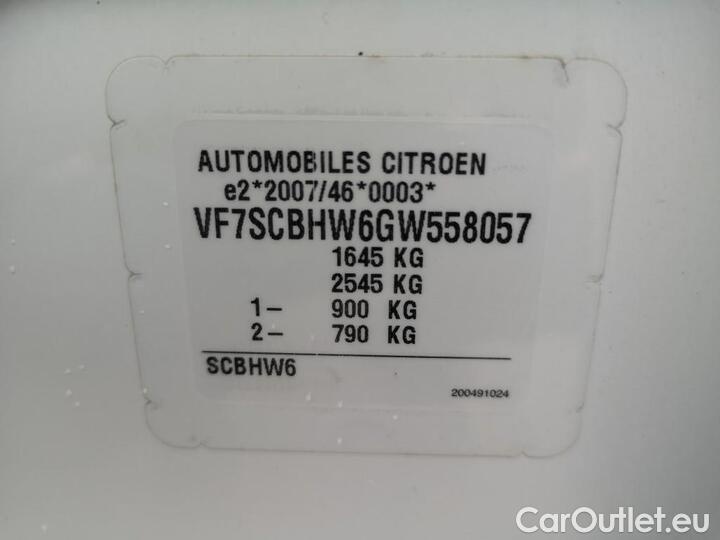 AUTOMOBILES CITROEN
e2*2007/46*0003*
VF7SCBHW6GW558057
1645 KG
2545 KG
1- 900 KG
2- 790 KG
SCBHW6
200491024
CarOutlet.eu